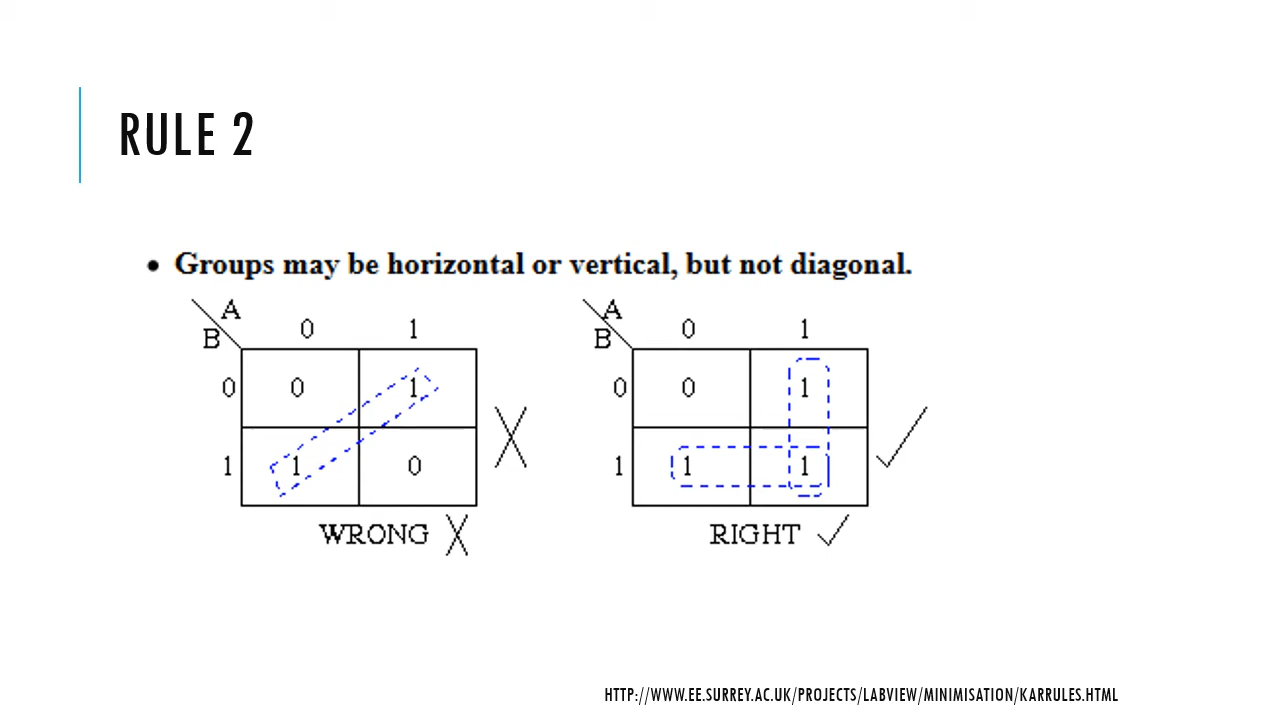 RULE 2
• Groups may be horizontal or vertical, but not diagonal.
A A
B 0 1 B 0 1
0 0 1 0 0 1
1 1 0 1 1 1
WRONG RIGHT
HTTP://WWW.EE.SURREY.AC.UK/PROJECTS/LABVIEW/MINIMISATION/KARRULES.HTML